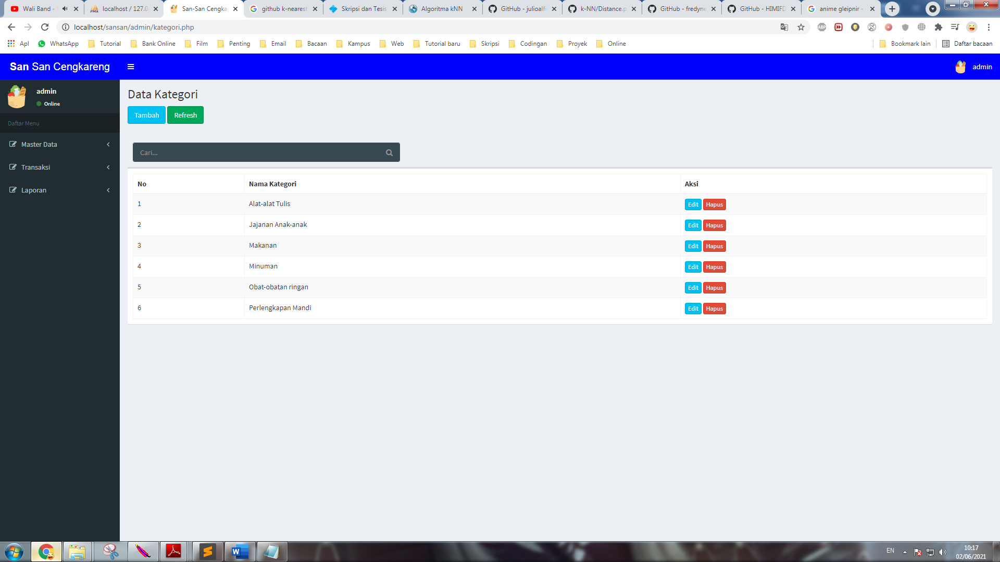 Wali Band -
localhost / 127.0
San-San Cengka
github k-nearest
Skripsi dan Tesis
Algoritma kNN
GitHub - julioalfi
k-NN/Distance.p
GitHub - fredyne
GitHub - HIMIFD
anime gleipnir -
localhost/sansan/admin/kategori.php
ABP
Apl
WhatsApp
Tutorial
Bank Online
Film
Penting
Email
Bacaan
Kampus
Web
Tutorial baru
Skripsi
Codingan
Proyek
Online
Bookmark lain
Daftar bacaan
San San Cengkareng
admin
admin
Online
Daftar Menu
Master Data
Transaksi
Laporan
Data Kategori
Tambah Refresh
Cari...
No Nama Kategori Aksi
1 Alat-alat Tulis Edit Hapus
2 Jajanan Anak-anak Edit Hapus
3 Makanan Edit Hapus
4 Minuman Edit Hapus
5 Obat-obatan ringan Edit Hapus
6 Perlengkapan Mandi Edit Hapus
EN
10:17
02/06/2021